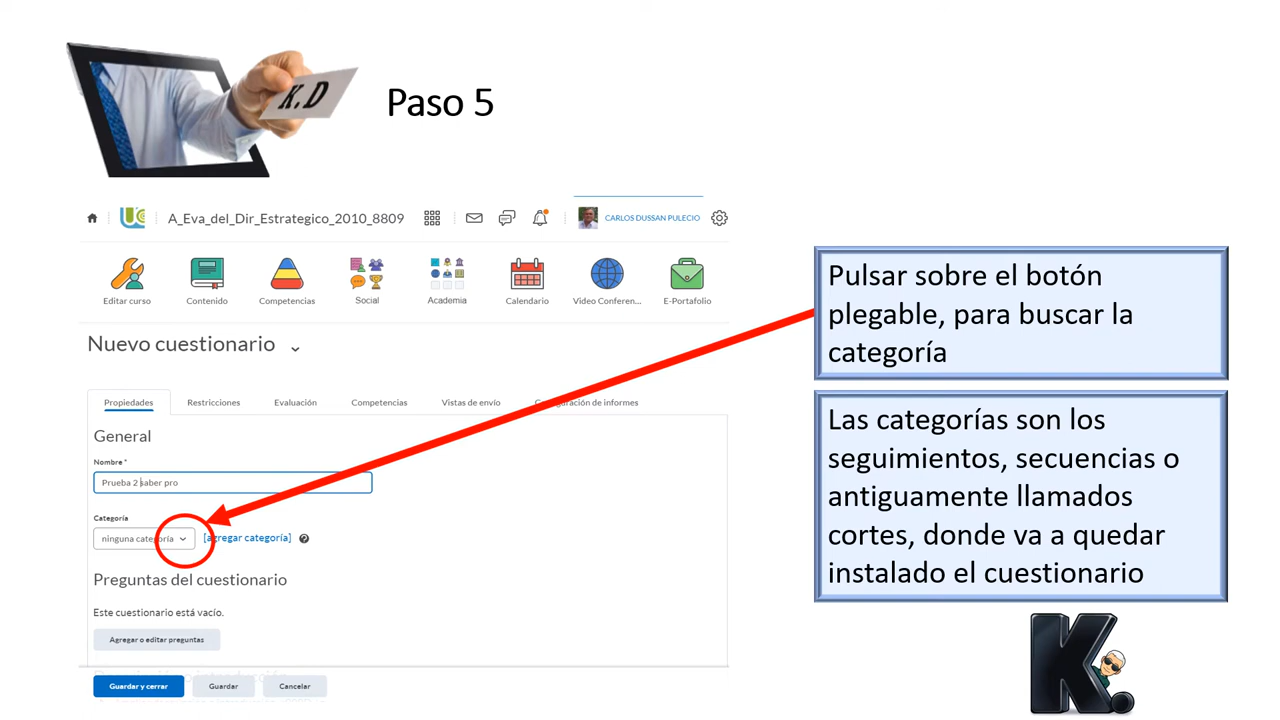 K.D
Paso 5
UC
A_Eva_del_Dir_Estrategico_2010_8809
CARLOS DUSSAN PULECIO
Editar curso
Contenido
Competencias
Social
Academia
Calendario
Video Conferen...
E-Portafolio
Nuevo cuestionario
Propiedades
Restricciones
Evaluación
Competencias
Vistas de envío
de informes
General
Nombre *
Prueba 2 saber pro
Categoría
ninguna categoría
[agregar categoría]
Preguntas del cuestionario
Este cuestionario está vacío.
Agregar o editar preguntas
Guardar y cerrar
Guardar
Cancelar
Pulsar sobre el botón
plegable, para buscar la
categoría
Las categorías son los
seguimientos, secuencias o
antiguamente llamados
cortes, donde va a quedar
instalado el cuestionario
K.